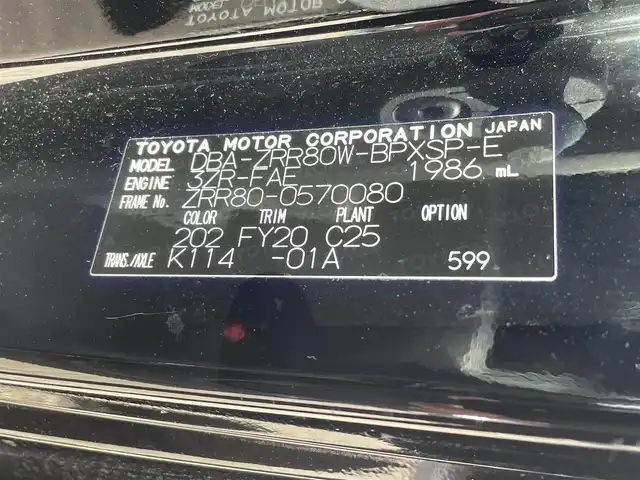 TOYOTA MOTOR CORPORATION JAPAN
MODEL DBA-ZRR80W-BPXSP-E
ENGINE 3ZR-FAE 1986 mL
FRAME No. ZRR80-0570080
COLOR TRIM PLANT OPTION
202 FY20 C25
TRANS./AXLE K114 -01A 599